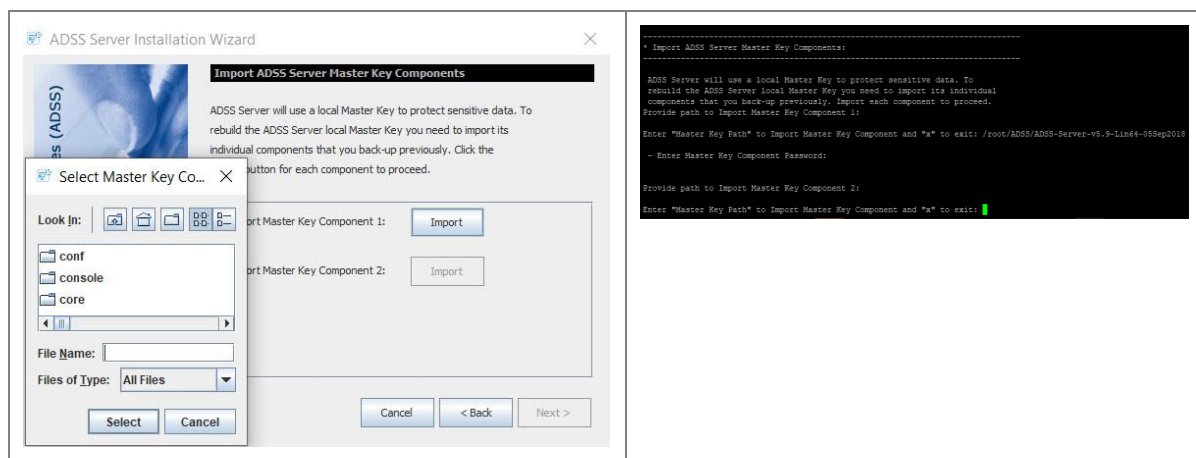 ADSS Server Installation Wizard
Import ADSS Server Master Key Components
ADSS Server will use a local Master Key to protect sensitive data. To
rebuild the ADSS Server local Master Key you need to import its
individual components that you back-up previously. Click the
button for each component to proceed.
es (ADSS)
ort Master Key Component 1:
Import
ort Master Key Component 2:
Import
Cancel
< Back
Next >
Select Master Key Co...
Look In:
conf
console
core
File Name:
Files of Type:
All Files
Select
Cancel
* Import ADSS Server Master Key Components:
ADSS Server will use a local Master Key to protect sensitive data. To
rebuild the ADSS Server local Master Key you need to import its individual
components that you back-up previously. Import each component to proceed.
Provide path to Import Master Key Component 1:
Enter "Master Key Path" to Import Master Key Component and "x" to exit: /root/ADSS/ADSS-Server-v5.9-Lin64-05Sep2018
- Enter Master Key Component Password:
Provide path to Import Master Key Component 2:
Enter "Master Key Path" to Import Master Key Component and "x" to exit: